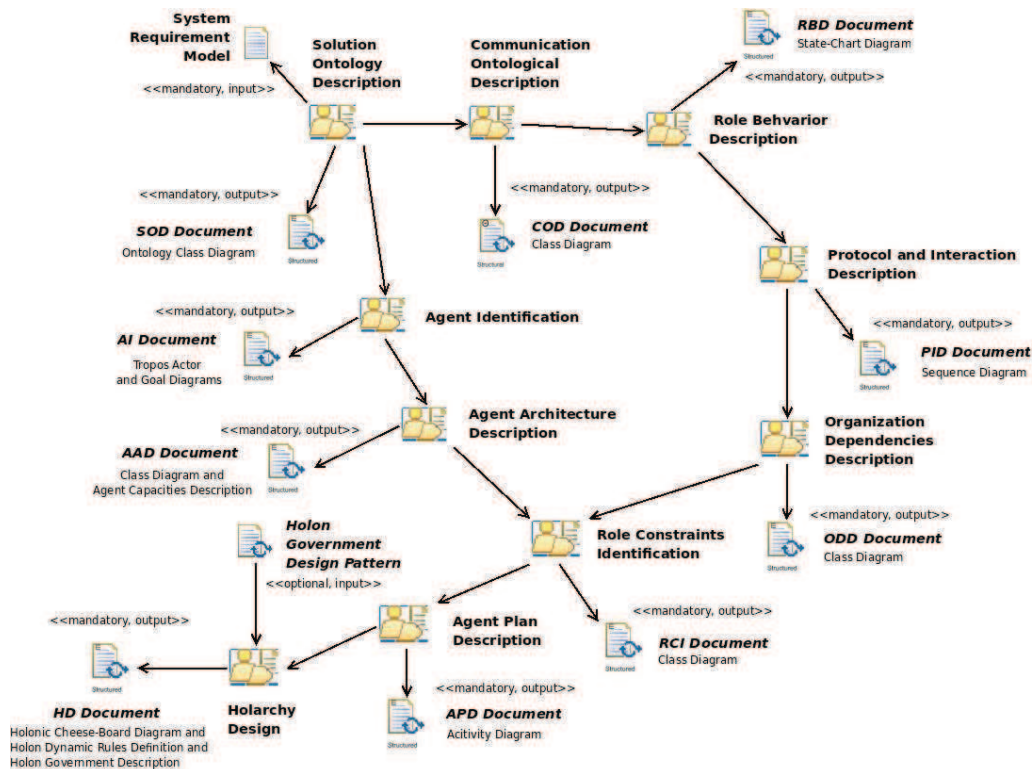 System
Requirement
Model
<<mandatory, input>>
Solution
Ontology
Description
Communication
Ontological
Description
RBD Document
State-Chart Diagram
Structured
<<mandatory, output>>
Role Behvarior
Description
<<mandatory, output>>
SOD Document
Ontology Class Diagram
Structured
<<mandatory, output>>
COD Document
Class Diagram
Structural
Protocol and Interaction
Description
<<mandatory, output>>
AI Document
Tropos Actor
and Goal Diagrams
Structured
Agent Identification
<<mandatory, output>>
PID Document
Sequence Diagram
Structured
<<mandatory, output>>
AAD Document
Class Diagram and
Agent Capacities Description
Structured
Agent Architecture
Description
Organization
Dependencies
Description
Holon
Government
Design Pattern
<<optional, input>>
Role Constraints
Identification
<<mandatory, output>>
ODD Document
Class Diagram
Structured
<<mandatory, output>>
Structured
HD Document
Holonic Cheese-Board Diagram and
Holon Dynamic Rules Definition and
Holon Government Description
Holarchy
Design
Agent Plan
Description
<<mandatory, output>>
RCI Document
Class Diagram
Structured
<<mandatory, output>>
APD Document
Acitivity Diagram
Structured